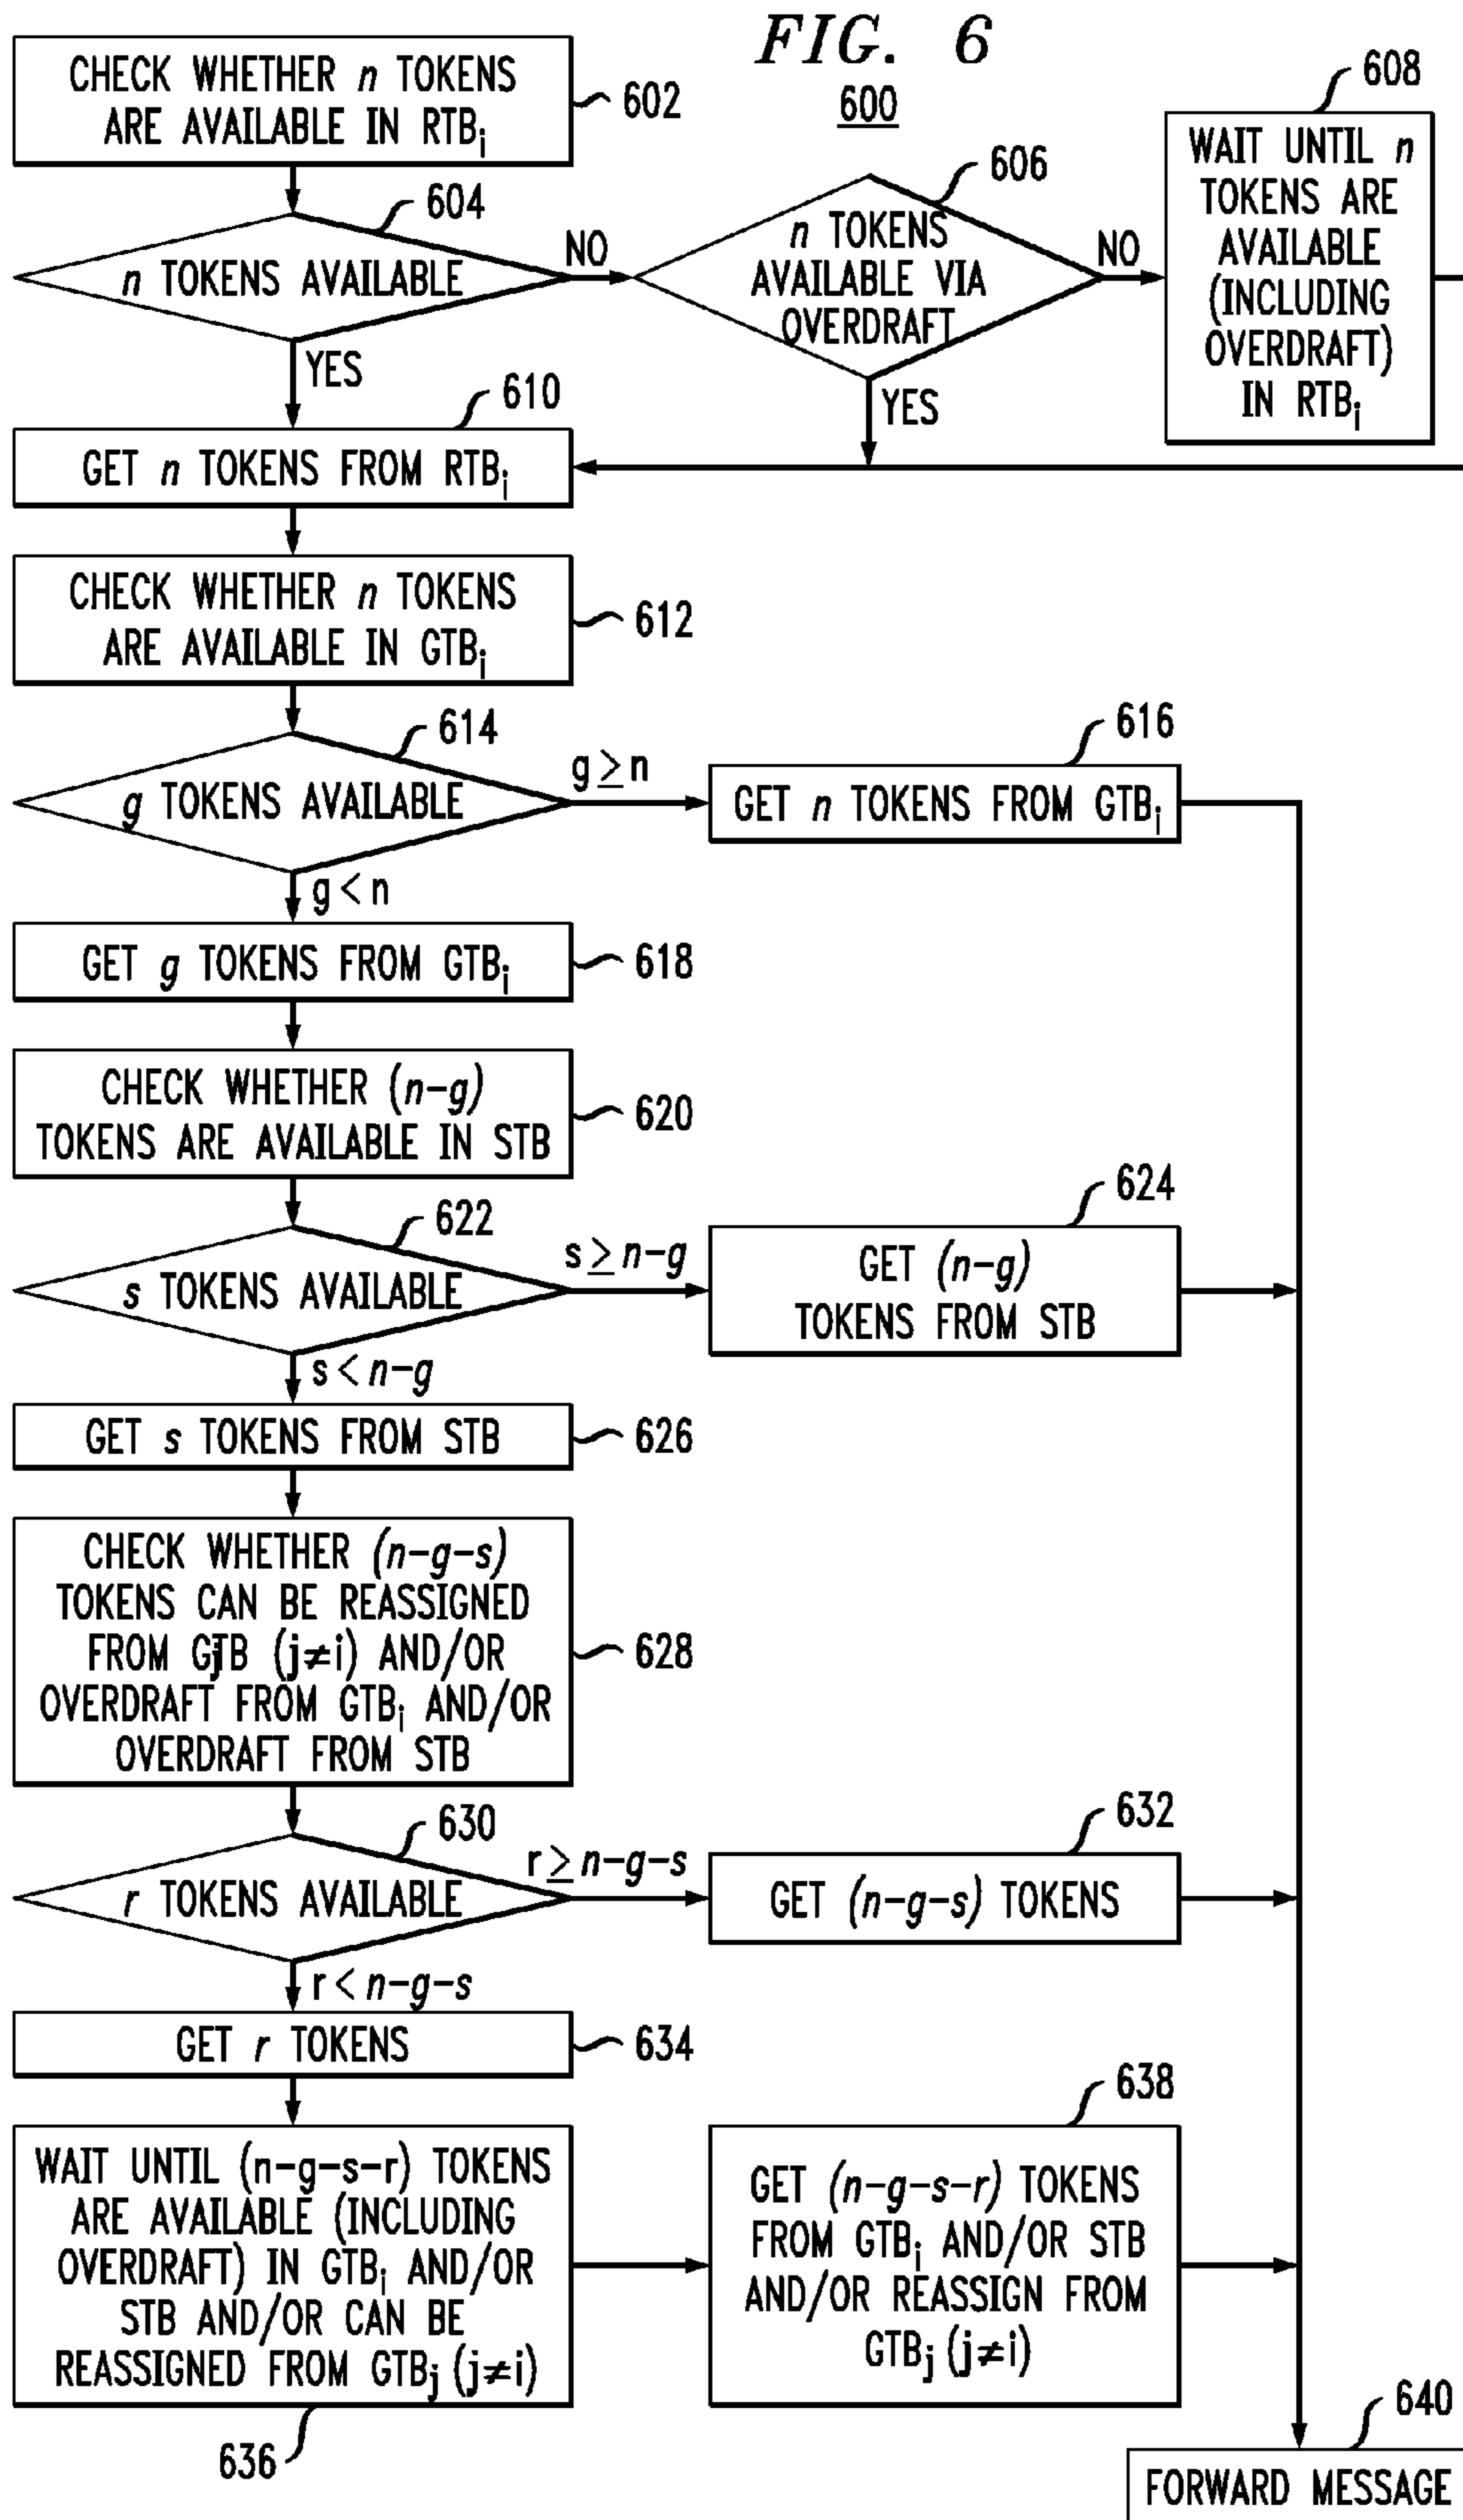 FIG. 6
600
CHECK WHETHER n TOKENS
ARE AVAILABLE IN RTBi
602
604
n TOKENS AVAILABLE
NO
YES
606
n TOKENS
AVAILABLE VIA
OVERDRAFT
NO
YES
608
WAIT UNTIL n
TOKENS ARE
AVAILABLE
(INCLUDING
OVERDRAFT)
IN RTBi
610
GET n TOKENS FROM RTBi
CHECK WHETHER n TOKENS
ARE AVAILABLE IN GTBi
612
614
g TOKENS AVAILABLE
g≥n
g<n
616
GET n TOKENS FROM GTBi
GET g TOKENS FROM GTBi
618
CHECK WHETHER (n-g)
TOKENS ARE AVAILABLE IN STB
620
622
s TOKENS AVAILABLE
s≥n-g
s<n-g
624
GET (n-g)
TOKENS FROM STB
GET s TOKENS FROM STB
626
CHECK WHETHER (n-g-s)
TOKENS CAN BE REASSIGNED
FROM GTBj (j≠i) AND/OR
OVERDRAFT FROM GTBi AND/OR
OVERDRAFT FROM STB
628
630
r TOKENS AVAILABLE
r≥n-g-s
r<n-g-s
632
GET (n-g-s) TOKENS
GET r TOKENS
634
WAIT UNTIL (n-g-s-r) TOKENS
ARE AVAILABLE (INCLUDING
OVERDRAFT) IN GTBi AND/OR
STB AND/OR CAN BE
REASSIGNED FROM GTBj (j≠i)
636
638
GET (n-g-s-r) TOKENS
FROM GTBi AND/OR STB
AND/OR REASSIGN FROM
GTBj (j≠i)
640
FORWARD MESSAGE